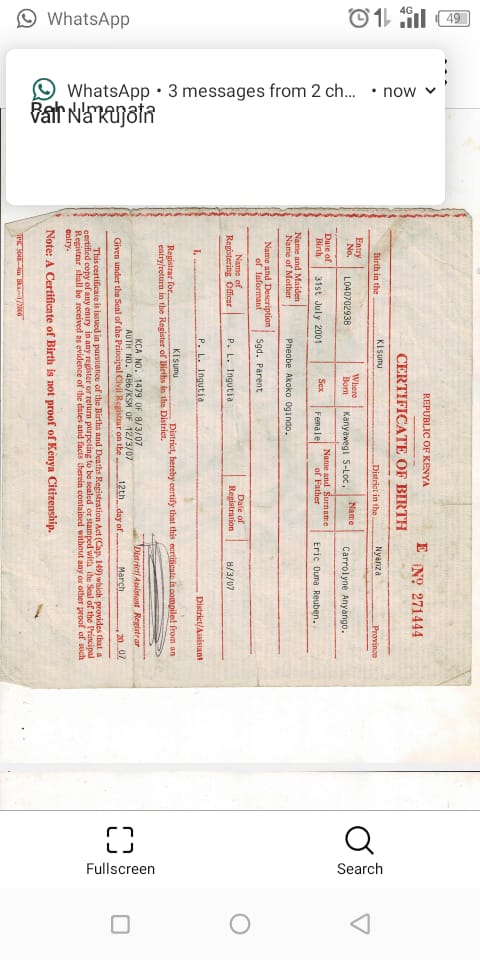 WhatsApp
4G
49
WhatsApp • 3 messages from 2 ch... • now
vali Na kujoin
REPUBLIC OF KENYA
CERTIFICATE OF BIRTH
E Nº 271444
Birth in the Kisumu District in the Nyanza Province
Entry No. L040702938 Where Born Kanyawegi S-Loc. Name Carrolyne Anyango.
Date of Birth 31st July 2001 Sex Female Name and Surname of Father Eric Ouma Reuben.
Name and Maiden Name of Mother Pheobe Akoko Ogindo.
Name and Description of Informant Sgd. Parent
Name of Registering Officer P. L. Ingutia Date of Registration 8/3/07
I, P. L. Ingutia District/Assistant
Registrar for Kisumu District, hereby certify that this certificate is compiled from an
entry/return in the Register of Births in the District.
KCA NO. 1479 OF 8/3/07
AUTH NO. 486/KSM OF 12/3/07
District/Assistant Registrar
Given under the Seal of the Principal Civil Registrar on the 12th day of March, 20 07
This certificate is issued in pursuance of the Births and Deaths Registration Act (Cap. 149) which provides that a
certified copy of any entry in any register or return purporting to be sealed or stamped with the Seal of the Principal
Registrar shall be received as evidence of the dates and facts therein contained without any or other proof of such
entry.
Note: A Certificate of Birth is not proof of Kenya Citizenship.
Fullscreen
Search